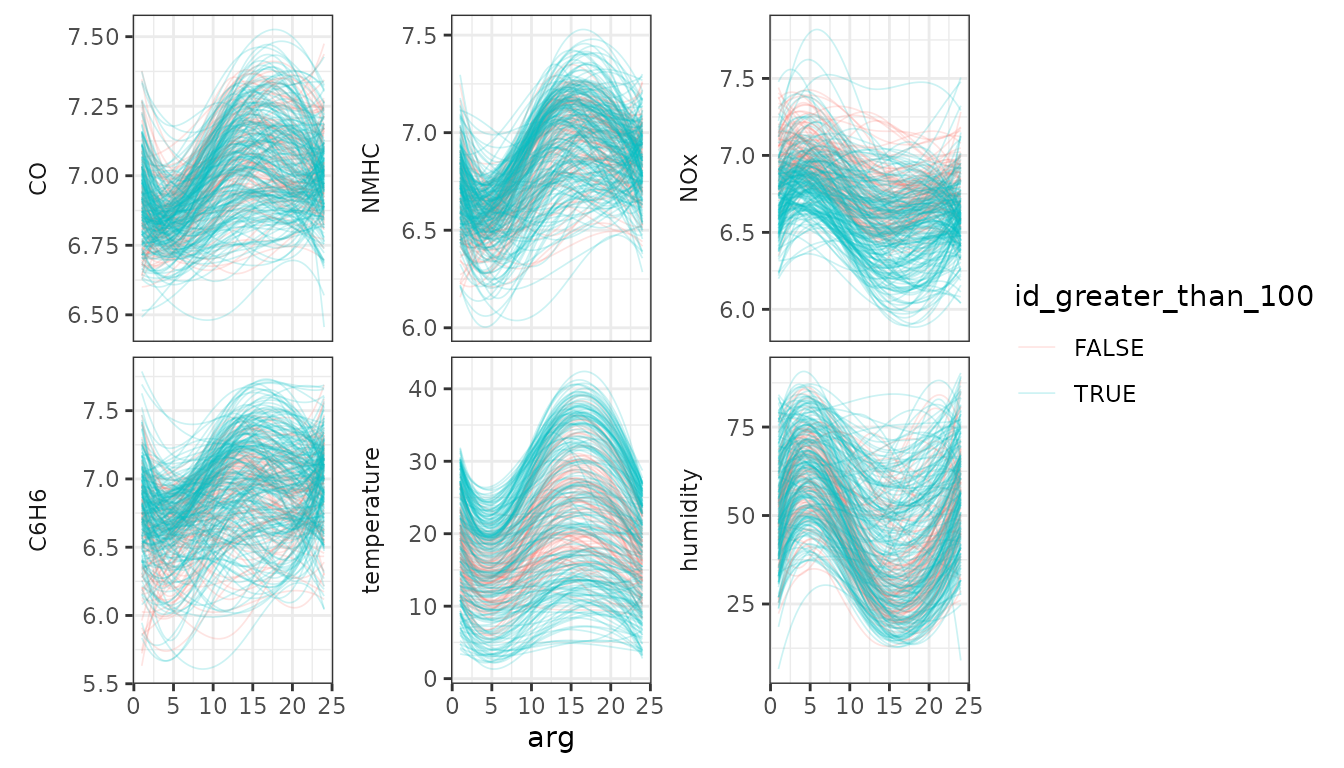 CO
7.50
7.25
7.00
6.75
6.50
NMHC
7.5
7.0
6.5
6.0
NOx
7.5
7.0
6.5
6.0
C6H6
7.5
7.0
6.5
6.0
5.5
0 5 10 15 20 25
temperature
40
30
20
10
0
0 5 10 15 20 25
humidity
75
50
25
0 5 10 15 20 25
arg
id_greater_than_100
FALSE
TRUE